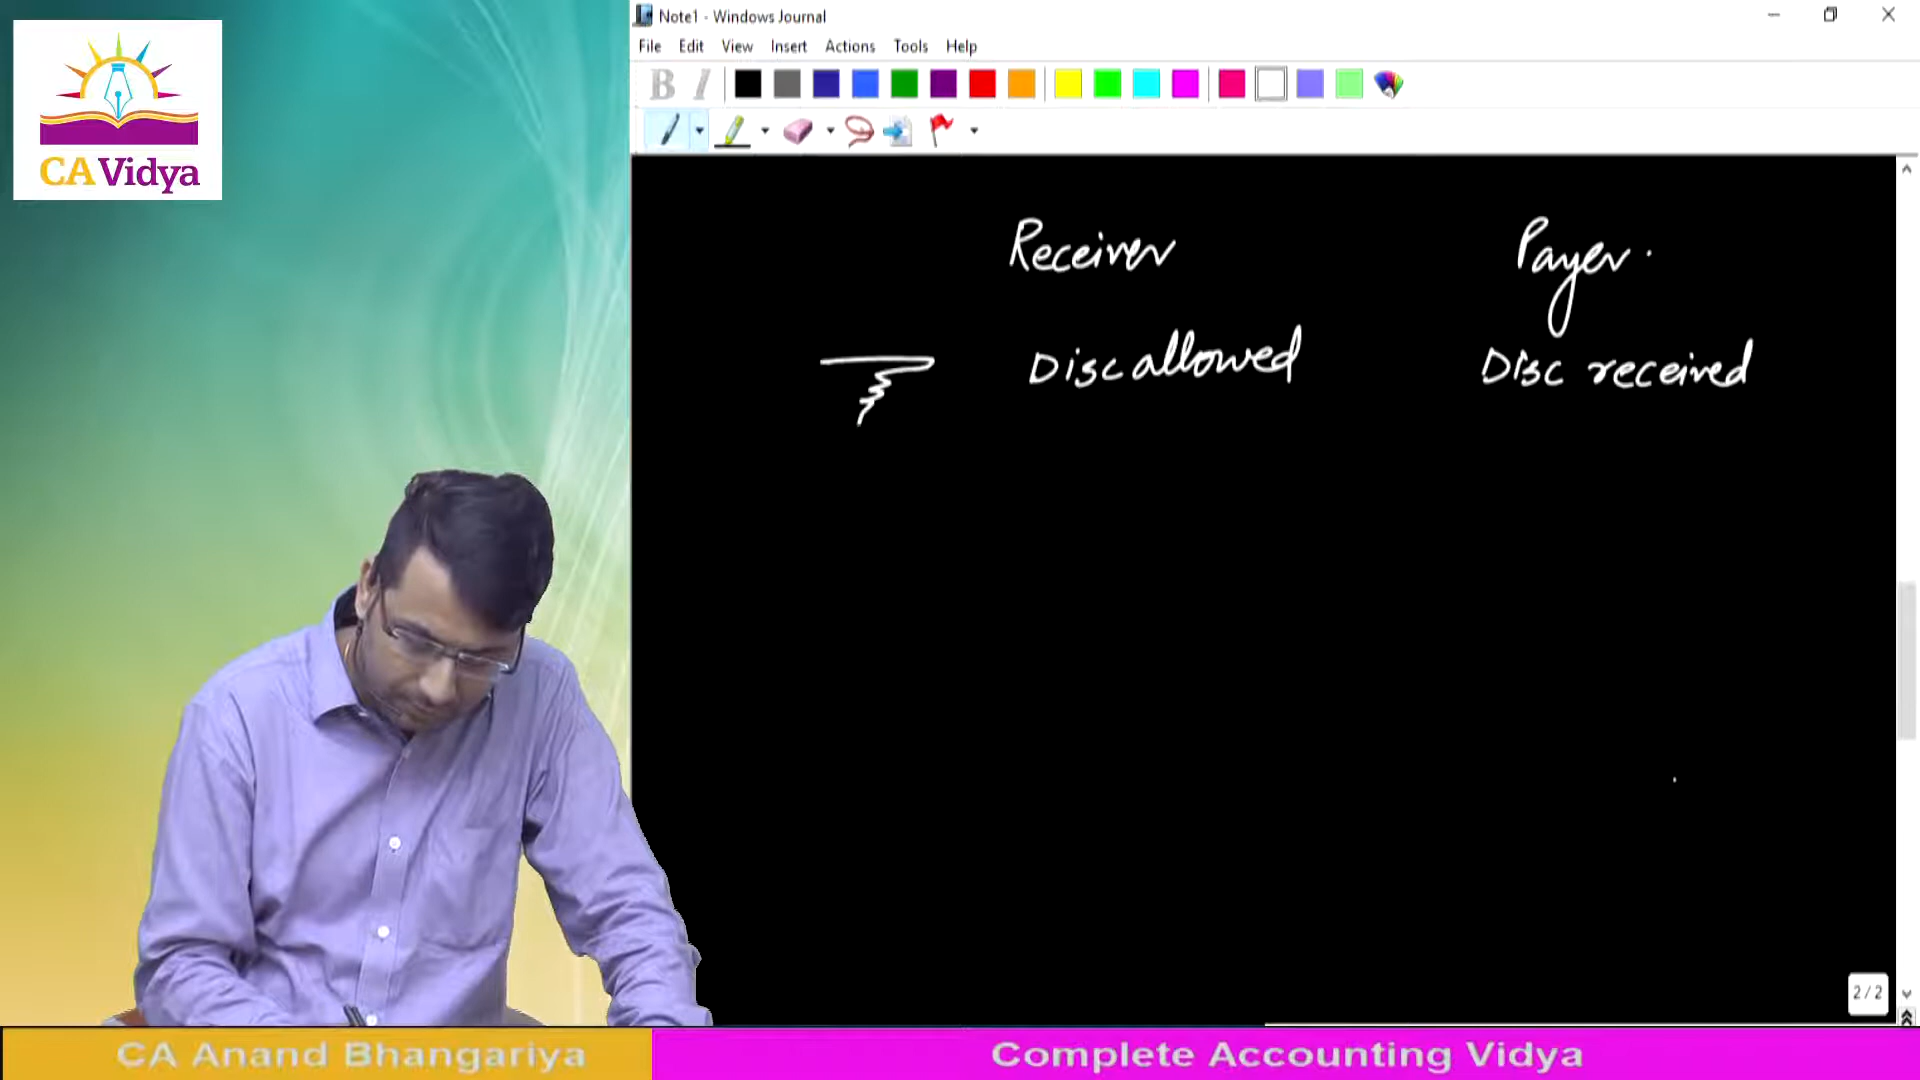 CA Vidya
Note1 - Windows Journal
File Edit View Insert Actions Tools Help
B I
Receiver Payer.
Disc allowed Disc received
2 / 2
CA Anand Bhangariya
Complete Accounting Vidya